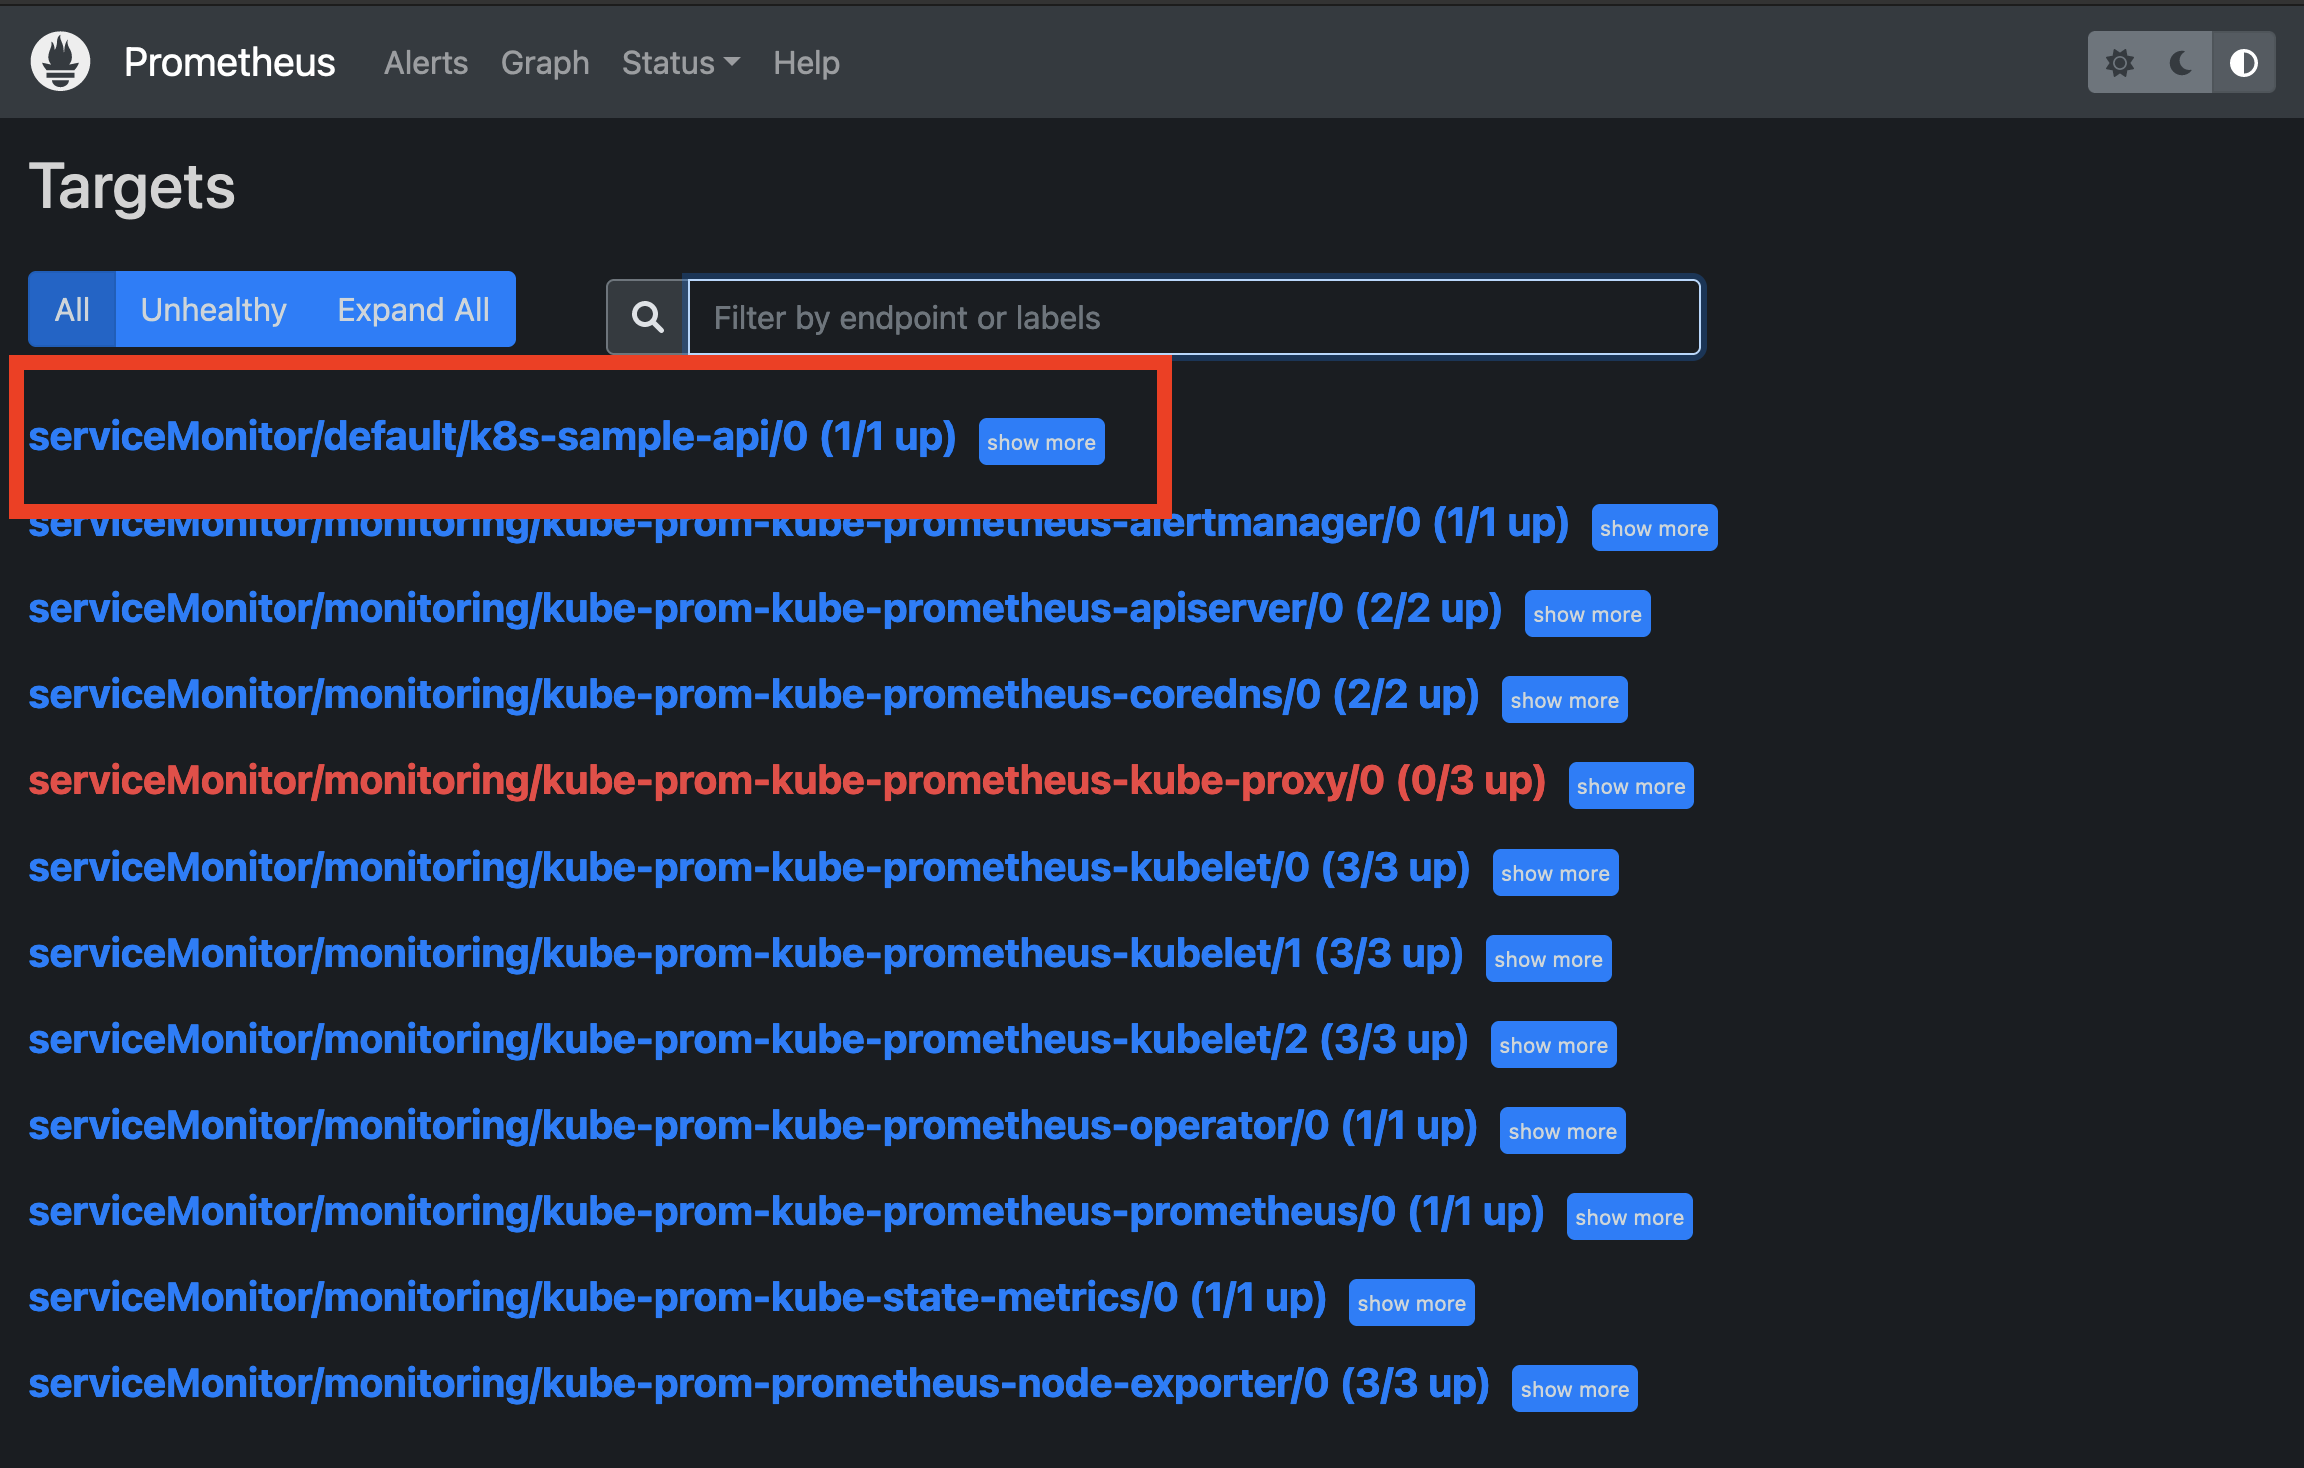 Prometheus Alerts Graph Status Help
Targets
All Unhealthy Expand All Filter by endpoint or labels
serviceMonitor/default/k8s-sample-api/0 (1/1 up) show more
serviceMonitor/monitoring/kube-prom-kube-prometheus-alertmanager/0 (1/1 up) show more
serviceMonitor/monitoring/kube-prom-kube-prometheus-apiserver/0 (2/2 up) show more
serviceMonitor/monitoring/kube-prom-kube-prometheus-coredns/0 (2/2 up) show more
serviceMonitor/monitoring/kube-prom-kube-prometheus-kube-proxy/0 (0/3 up) show more
serviceMonitor/monitoring/kube-prom-kube-prometheus-kubelet/0 (3/3 up) show more
serviceMonitor/monitoring/kube-prom-kube-prometheus-kubelet/1 (3/3 up) show more
serviceMonitor/monitoring/kube-prom-kube-prometheus-kubelet/2 (3/3 up) show more
serviceMonitor/monitoring/kube-prom-kube-prometheus-operator/0 (1/1 up) show more
serviceMonitor/monitoring/kube-prom-kube-prometheus-prometheus/0 (1/1 up) show more
serviceMonitor/monitoring/kube-prom-kube-state-metrics/0 (1/1 up) show more
serviceMonitor/monitoring/kube-prom-prometheus-node-exporter/0 (3/3 up) show more